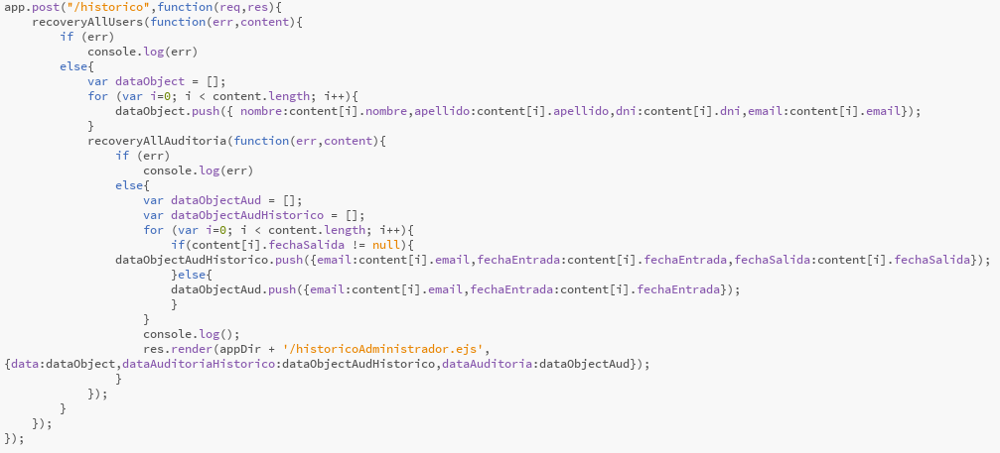 app.post("/historico",function(req,res){
    recoveryAllUsers(function(err,content){
        if (err)
            console.log(err)
        else{
            var dataObject = [];
            for (var i=0; i < content.length; i++){
                dataObject.push({ nombre:content[i].nombre,apellido:content[i].apellido,dni:content[i].dni,email:content[i].email});
            }
            recoveryAllAuditoria(function(err,content){
                if (err)
                    console.log(err)
                else{
                    var dataObjectAud = [];
                    var dataObjectAudHistorico = [];
                    for (var i=0; i < content.length; i++){
                        if(content[i].fechaSalida != null){
                dataObjectAudHistorico.push({email:content[i].email,fechaEntrada:content[i].fechaEntrada,fechaSalida:content[i].fechaSalida});
                        }else{
                        dataObjectAud.push({email:content[i].email,fechaEntrada:content[i].fechaEntrada});
                        }
                    }
                    console.log();
                    res.render(appDir + '/historicoAdministrador.ejs',
{data:dataObject,dataAuditoriaHistorico:dataObjectAudHistorico,dataAuditoria:dataObjectAud});
                }
            });
        }
    });
});